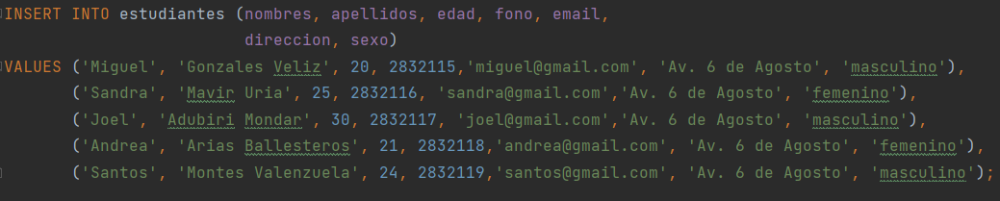 INSERT INTO estudiantes (nombres, apellidos, edad, fono, email,
direccion, sexo)
VALUES ('Miguel', 'Gonzales Veliz', 20, 2832115,'miguel@gmail.com', 'Av. 6 de Agosto', 'masculino'),
('Sandra', 'Mavir Uria', 25, 2832116, 'sandra@gmail.com','Av. 6 de Agosto', 'femenino'),
('Joel', 'Adubiri Mondar', 30, 2832117, 'joel@gmail.com','Av. 6 de Agosto', 'masculino'),
('Andrea', 'Arias Ballesteros', 21, 2832118,'andrea@gmail.com', 'Av. 6 de Agosto', 'femenino'),
('Santos', 'Montes Valenzuela', 24, 2832119,'santos@gmail.com', 'Av. 6 de Agosto', 'masculino');